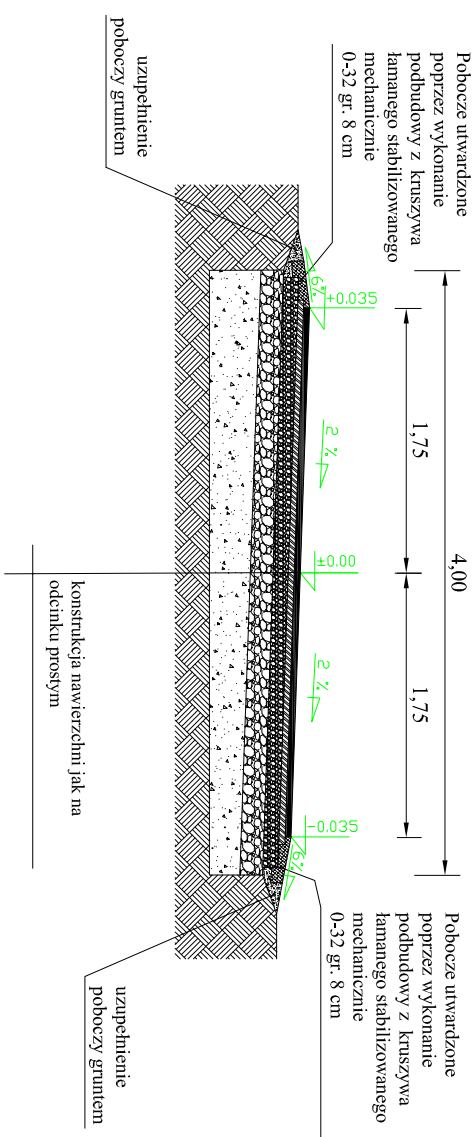 Pobocze utwardzone
poprzez wykonanie
podbudowy z kruszywa
łamanego stabilizowanego
mechanicznie
0-32 gr. 8 cm
uzupełnienie
poboczy gruntem
4,00
1,75
1,75
6%
+0.035
2 %
±0.00
2 %
-0.035
6%
konstrukcja nawierzchni jak na
odcinku prostym
Pobocze utwardzone
poprzez wykonanie
podbudowy z kruszywa
łamanego stabilizowanego
mechanicznie
0-32 gr. 8 cm
uzupełnienie
poboczy gruntem